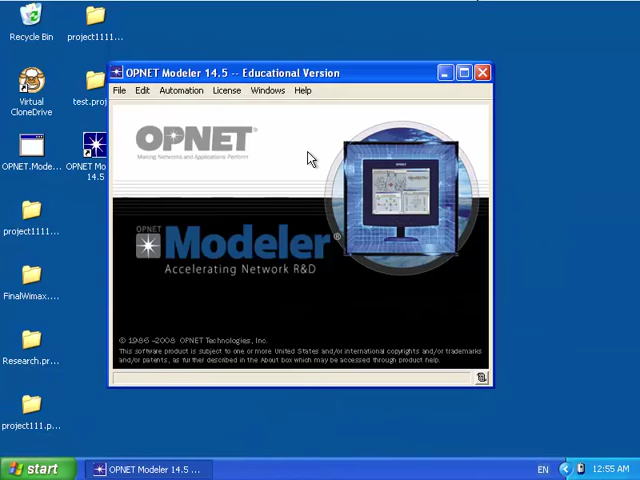 Recycle Bin
project1111...
Virtual
CloneDrive
test.proj
OPNET.Mode...
OPNET Mo
14.5
project1111....
FinalWimax....
Research.pr...
project111.p...
OPNET Modeler 14.5 -- Educational Version
File Edit Automation License Windows Help
OPNET®
Making Networks and Applications Perform
OPNET
Modeler®
Accelerating Network R&D
© 1986-2008 OPNET Technologies, Inc.
This software product is subject to one or more United States and/or international copyrights and/or trademarks
and/or patents, as further described in the About box which may be accessed through product help.
start
OPNET Modeler 14.5 ...
EN
12:55 AM